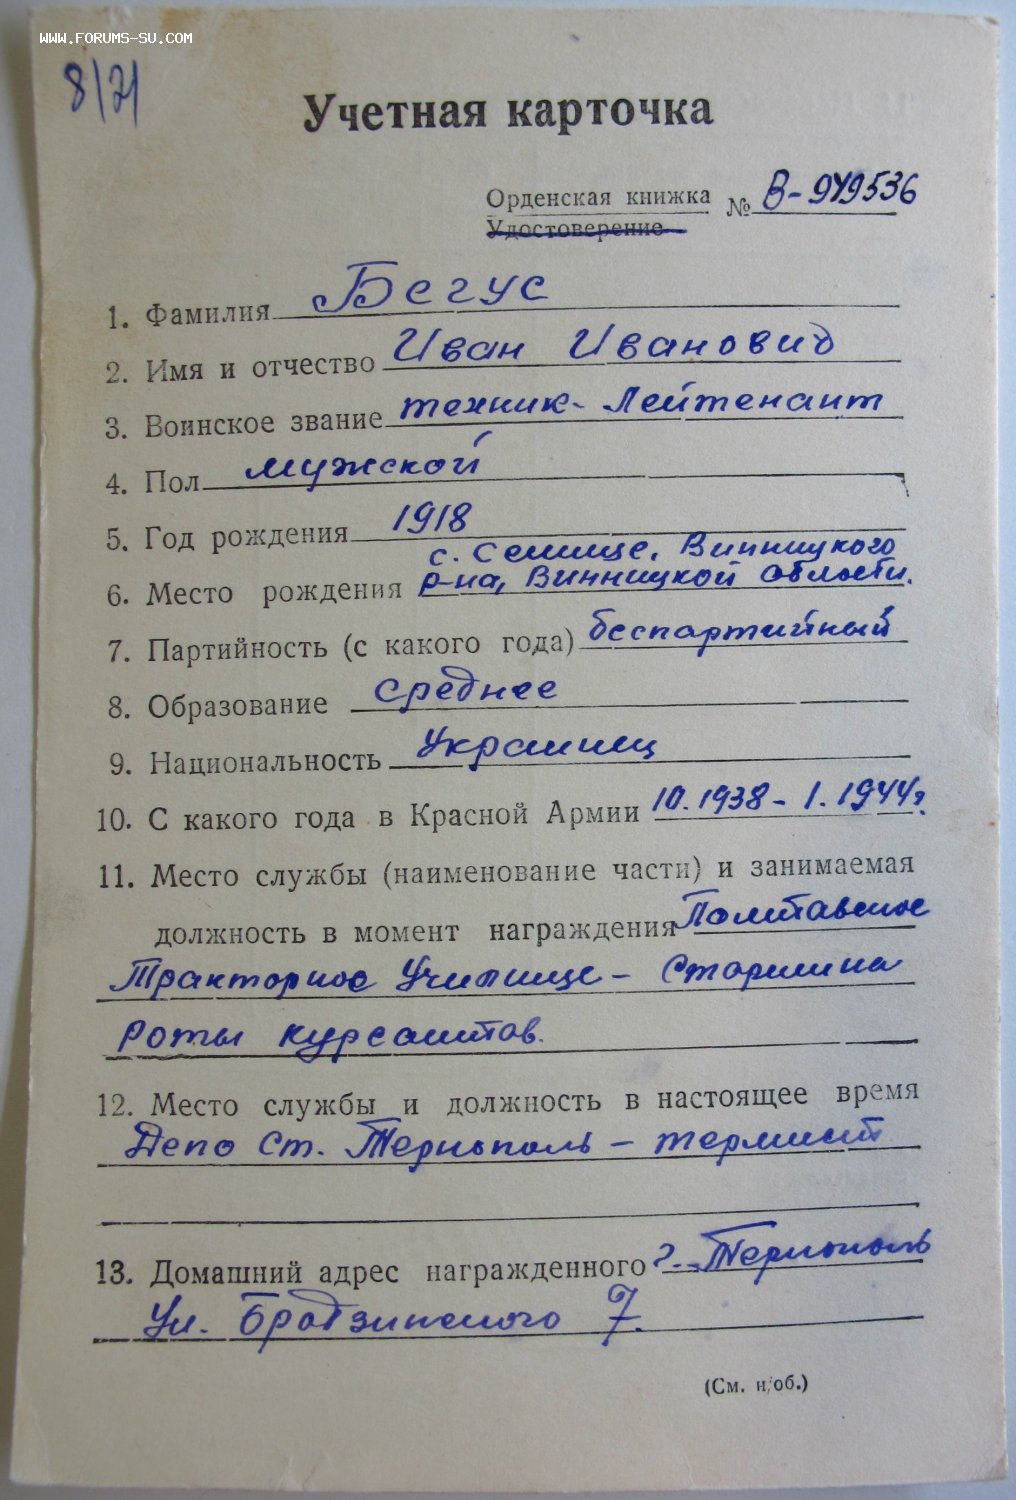 www.FORUMS-SU.COM
8/21
Учетная карточка
Орденская книжка № В-949536
Удостоверение
1. Фамилия Бегус
2. Имя и отчество Иван Иванович
3. Воинское звание техник-Лейтенант
4. Пол мужской
5. Год рождения 1918
с. Селище, Винницкого
6. Место рождения р-на, Винницкой области.
7. Партийность (с какого года) беспартийный
8. Образование среднее
9. Национальность Украинец
10. С какого года в Красной Армии 10.1938 - 1.1944г.
11. Место службы (наименование части) и занимаемая
должность в момент награждения Полтавское
Тракторное Училище - Старшина
роты курсантов.
12. Место службы и должность в настоящее время
Депо ст. Тернополь - термист
13. Домашний адрес награжденного г. Тернополь
Ул. Бродзинского 7.
(См. н/об.)